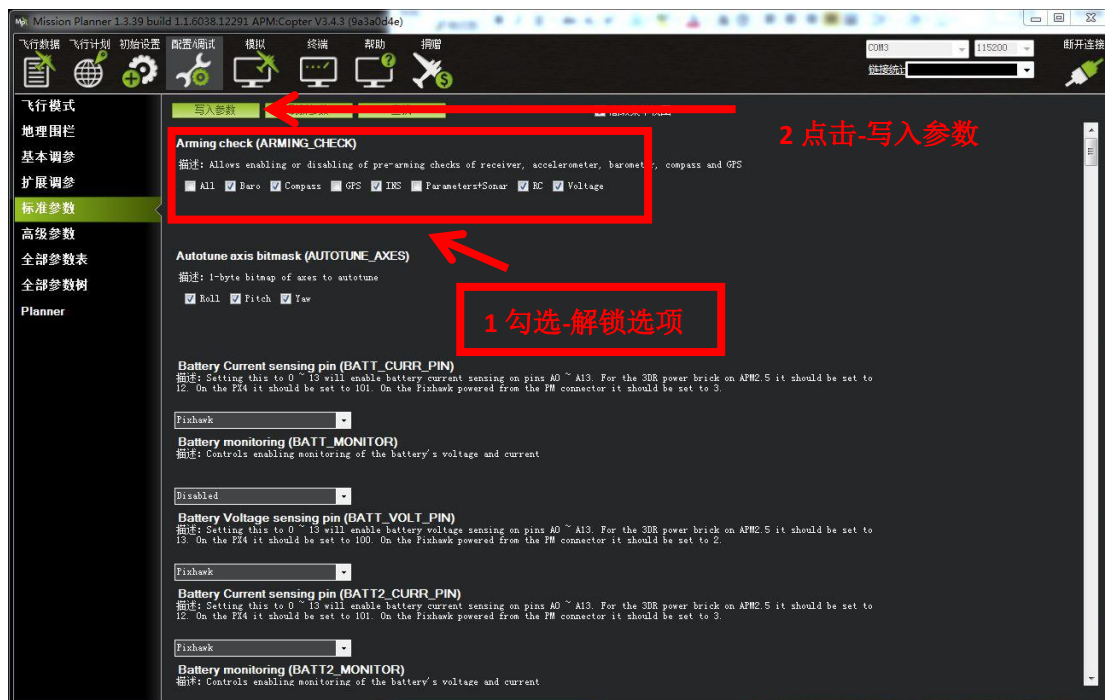 Mission Planner 1.3.39 build 1.1.6038.12291 APM:Copter V3.4.3 (9a3a0d4e)
飞行数据 飞行计划 初始设置 配置/调试 模拟 终端 帮助 捐赠
COM3 115200 断开连接
链接统计
飞行模式
地理围栏
基本调参
扩展调参
标准参数
高级参数
全部参数表
全部参数树
Planner
写入参数
2 点击-写入参数
Arming check (ARMING_CHECK)
描述: Allows enabling or disabling of pre-arming checks of receiver, accelerometer, barometer, compass and GPS
All Baro Compass GPS INS Parameters+Sonar RC Voltage
Autotune axis bitmask (AUTOTUNE_AXES)
描述: 1-byte bitmap of axes to autotune
Roll Pitch Yaw
1 勾选-解锁选项
Battery Current sensing pin (BATT_CURR_PIN)
描述: Setting this to 0 ~ 13 will enable battery current sensing on pins A0 ~ A13. For the 3DR power brick on APM2.5 it should be set to
12. On the PX4 it should be set to 101. On the Pixhawk powered from the PM connector it should be set to 3.
Pixhawk
Battery monitoring (BATT_MONITOR)
描述: Controls enabling monitoring of the battery's voltage and current
Disabled
Battery Voltage sensing pin (BATT_VOLT_PIN)
描述: Setting this to 0 ~ 13 will enable battery voltage sensing on pins A0 ~ A13. For the 3DR power brick on APM2.5 it should be set to
13. On the PX4 it should be set to 100. On the Pixhawk powered from the PM connector it should be set to 2.
Pixhawk
Battery Current sensing pin (BATT2_CURR_PIN)
描述: Setting this to 0 ~ 13 will enable battery current sensing on pins A0 ~ A13. For the 3DR power brick on APM2.5 it should be set to
12. On the PX4 it should be set to 101. On the Pixhawk powered from the PM connector it should be set to 3.
Pixhawk
Battery monitoring (BATT2_MONITOR)
描述: Controls enabling monitoring of the battery's voltage and current